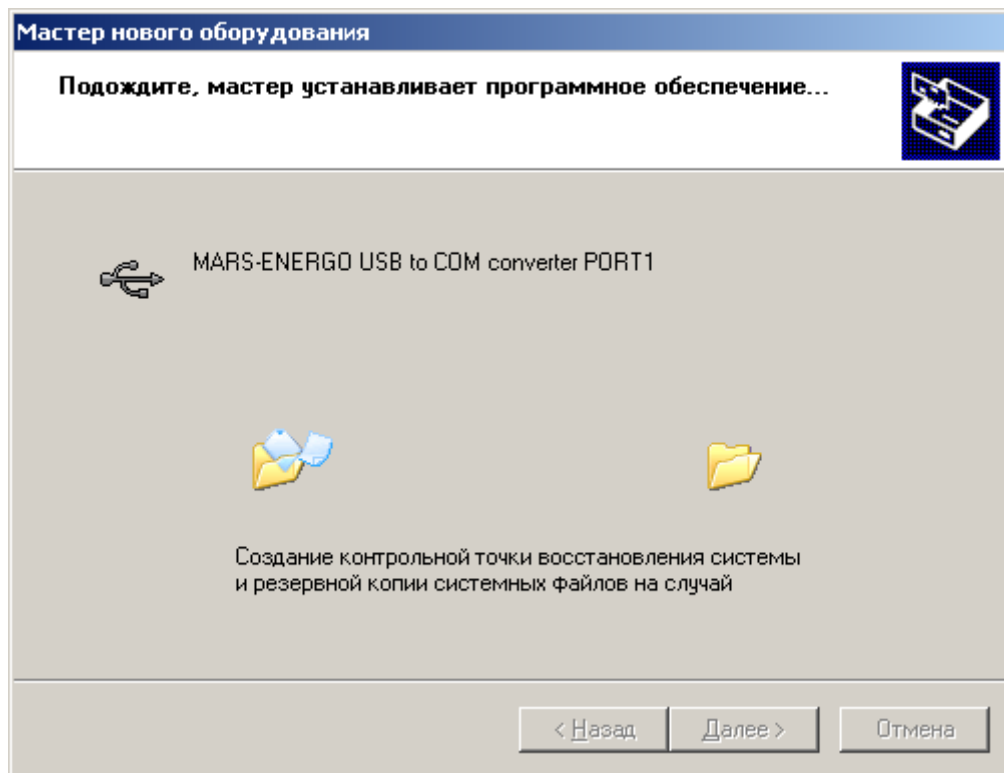 Мастер нового оборудования
Подождите, мастер устанавливает программное обеспечение...
MARS-ENERGO USB to COM converter PORT1
Создание контрольной точки восстановления системы
и резервной копии системных файлов на случай
< Назад
Далее >
Отмена